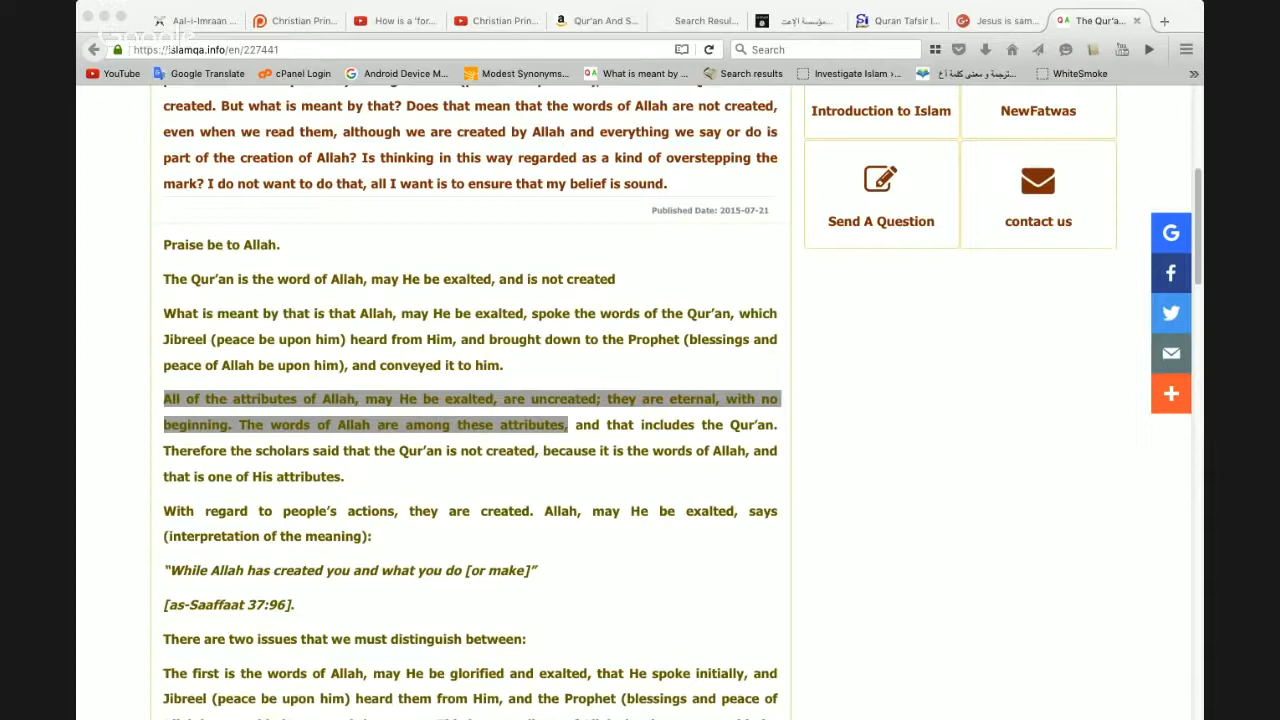 Aal-i-Imraan ...
Christian Prin...
How is a 'for...
Christian Prin...
Qur'an And S...
Search Resul...
مؤسسة الإمت...
Quran Tafsir I...
Jesus is sam...
The Qur'a...
Google
https://islamqa.info/en/227441
Search
YouTube
Google Translate
cPanel Login
Android Device M...
Modest Synonyms...
What is meant by ...
Search results
Investigate Islam ›...
ترجمة و معنى كلمة أع...
WhiteSmoke
created. But what is meant by that? Does that mean that the words of Allah are not created,
even when we read them, although we are created by Allah and everything we say or do is
part of the creation of Allah? Is thinking in this way regarded as a kind of overstepping the
mark? I do not want to do that, all I want is to ensure that my belief is sound.
Published Date: 2015-07-21
Praise be to Allah.
The Qur’an is the word of Allah, may He be exalted, and is not created
What is meant by that is that Allah, may He be exalted, spoke the words of the Qur’an, which
Jibreel (peace be upon him) heard from Him, and brought down to the Prophet (blessings and
peace of Allah be upon him), and conveyed it to him.
All of the attributes of Allah, may He be exalted, are uncreated; they are eternal, with no
beginning. The words of Allah are among these attributes, and that includes the Qur’an.
Therefore the scholars said that the Qur’an is not created, because it is the words of Allah, and
that is one of His attributes.
With regard to people’s actions, they are created. Allah, may He be exalted, says
(interpretation of the meaning):
“While Allah has created you and what you do [or make]”
[as-Saaffaat 37:96].
There are two issues that we must distinguish between:
The first is the words of Allah, may He be glorified and exalted, that He spoke initially, and
Jibreel (peace be upon him) heard them from Him, and the Prophet (blessings and peace of
Introduction to Islam
NewFatwas
Send A Question
contact us